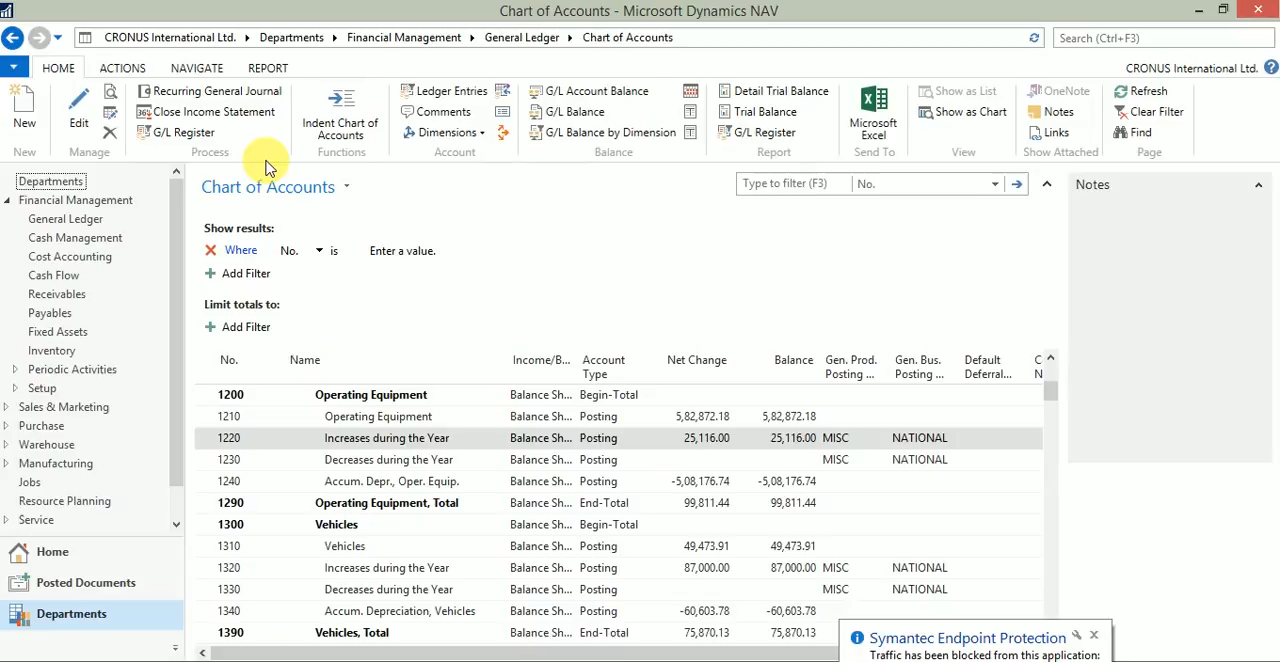 Chart of Accounts - Microsoft Dynamics NAV
CRONUS International Ltd. Departments Financial Management General Ledger Chart of Accounts Search (Ctrl+F3)
HOME ACTIONS NAVIGATE REPORT CRONUS International Ltd.
New
Edit
Recurring General Journal
Close Income Statement
G/L Register
Indent Chart of Accounts
Ledger Entries
Comments
Dimensions
G/L Account Balance
G/L Balance
G/L Balance by Dimension
Detail Trial Balance
Trial Balance
G/L Register
Microsoft Excel
Show as List
Show as Chart
OneNote
Notes
Links
Refresh
Clear Filter
Find
New Manage Process Functions Account Balance Report Send To View Show Attached Page
Departments
Financial Management
General Ledger
Cash Management
Cost Accounting
Cash Flow
Receivables
Payables
Fixed Assets
Inventory
Periodic Activities
Setup
Sales & Marketing
Purchase
Warehouse
Manufacturing
Jobs
Resource Planning
Service
Home
Posted Documents
Departments
Chart of Accounts Type to filter (F3) No.
Show results:
Where No. is Enter a value.
Add Filter
Limit totals to:
Add Filter
No. Name Income/B... Account Type Net Change Balance Gen. Prod. Posting ... Gen. Bus. Posting ... Default Deferral... C N
1200 Operating Equipment Balance Sh... Begin-Total
1210 Operating Equipment Balance Sh... Posting 5,82,872.18 5,82,872.18
1220 Increases during the Year Balance Sh... Posting 25,116.00 25,116.00 MISC NATIONAL
1230 Decreases during the Year Balance Sh... Posting MISC NATIONAL
1240 Accum. Depr., Oper. Equip. Balance Sh... Posting -5,08,176.74 -5,08,176.74
1290 Operating Equipment, Total Balance Sh... End-Total 99,811.44 99,811.44
1300 Vehicles Balance Sh... Begin-Total
1310 Vehicles Balance Sh... Posting 49,473.91 49,473.91
1320 Increases during the Year Balance Sh... Posting 87,000.00 87,000.00 MISC NATIONAL
1330 Decreases during the Year Balance Sh... Posting MISC NATIONAL
1340 Accum. Depreciation, Vehicles Balance Sh... Posting -60,603.78 -60,603.78
1390 Vehicles, Total Balance Sh... End-Total 75,870.13 75,870.13
Notes
Symantec Endpoint Protection
Traffic has been blocked from this application: